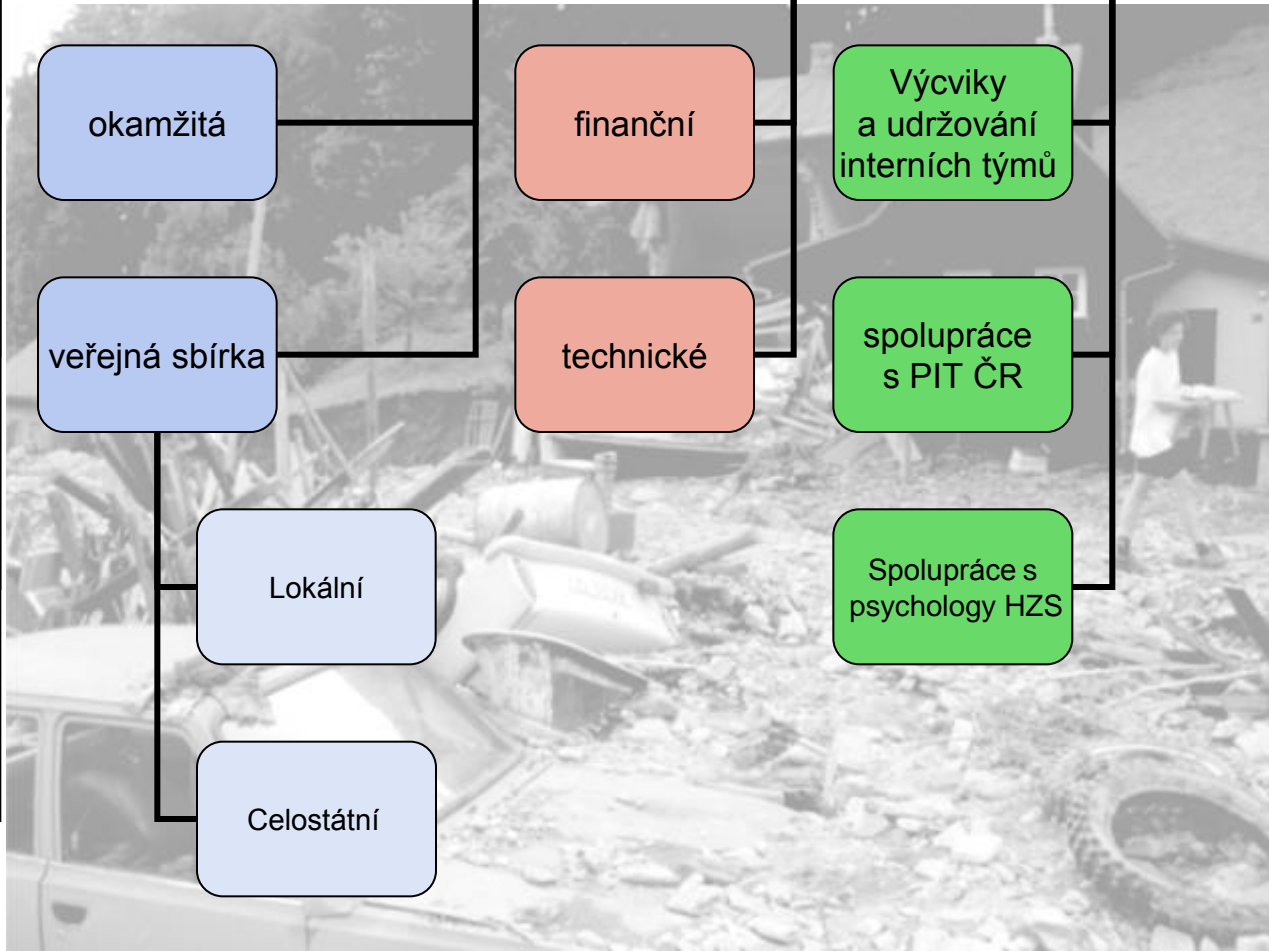 okamžitá
veřejná sbírka
Lokální
Celostátní
finanční
technické
Výcviky
a udržování
interních týmů
spolupráce
s PIT ČR
Spolupráce s
psychology HZS